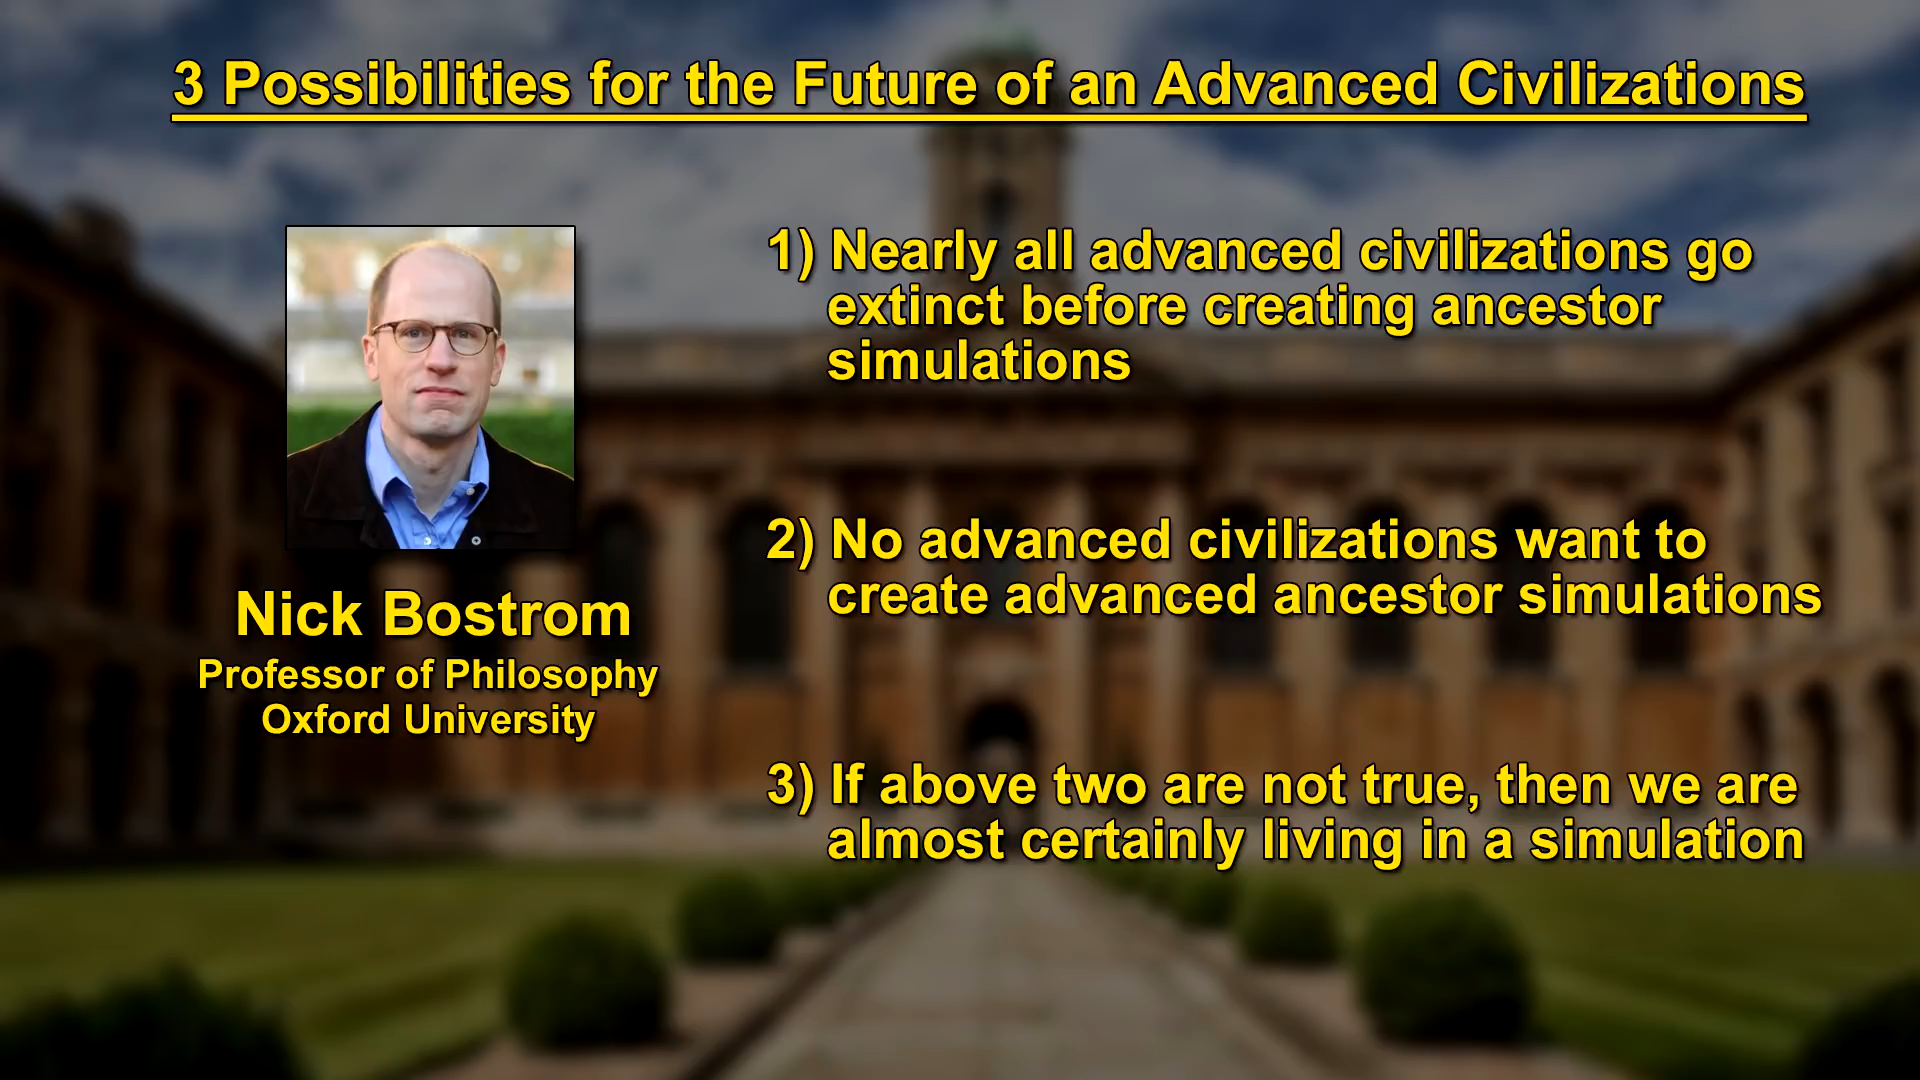 3 Possibilities for the Future of an Advanced Civilizations
1) Nearly all advanced civilizations go
extinct before creating ancestor
simulations
2) No advanced civilizations want to
create advanced ancestor simulations
3) If above two are not true, then we are
almost certainly living in a simulation
Nick Bostrom
Professor of Philosophy
Oxford University